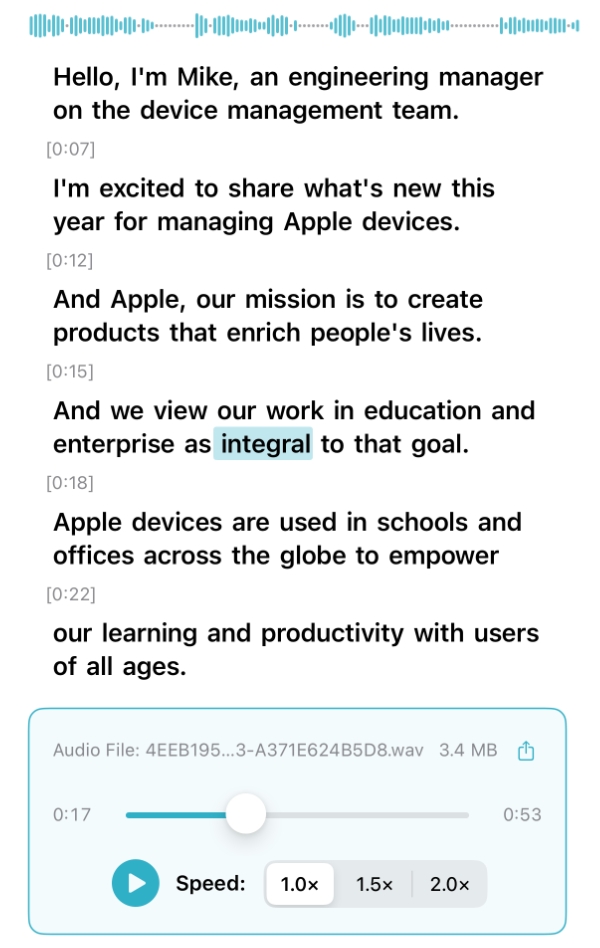 Hello, I'm Mike, an engineering manager
on the device management team.
[0:07]
I'm excited to share what's new this
year for managing Apple devices.
[0:12]
And Apple, our mission is to create
products that enrich people's lives.
[0:15]
And we view our work in education and
enterprise as integral to that goal.
[0:18]
Apple devices are used in schools and
offices across the globe to empower
[0:22]
our learning and productivity with users
of all ages.
Audio File: 4EEB195...3-A371E624B5D8.wav 3.4 MB
0:17 0:53
Speed: 1.0× 1.5× 2.0×